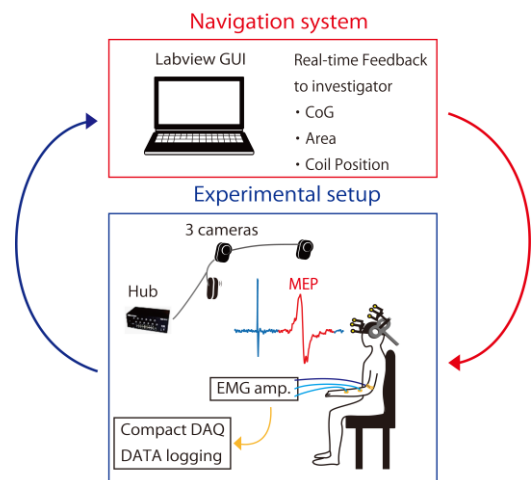 Navigation system
Labview GUI
Real-time Feedback
to investigator
・CoG
・Area
・Coil Position
Experimental setup
3 cameras
Hub
MEP
EMG amp.
Compact DAQ
DATA logging